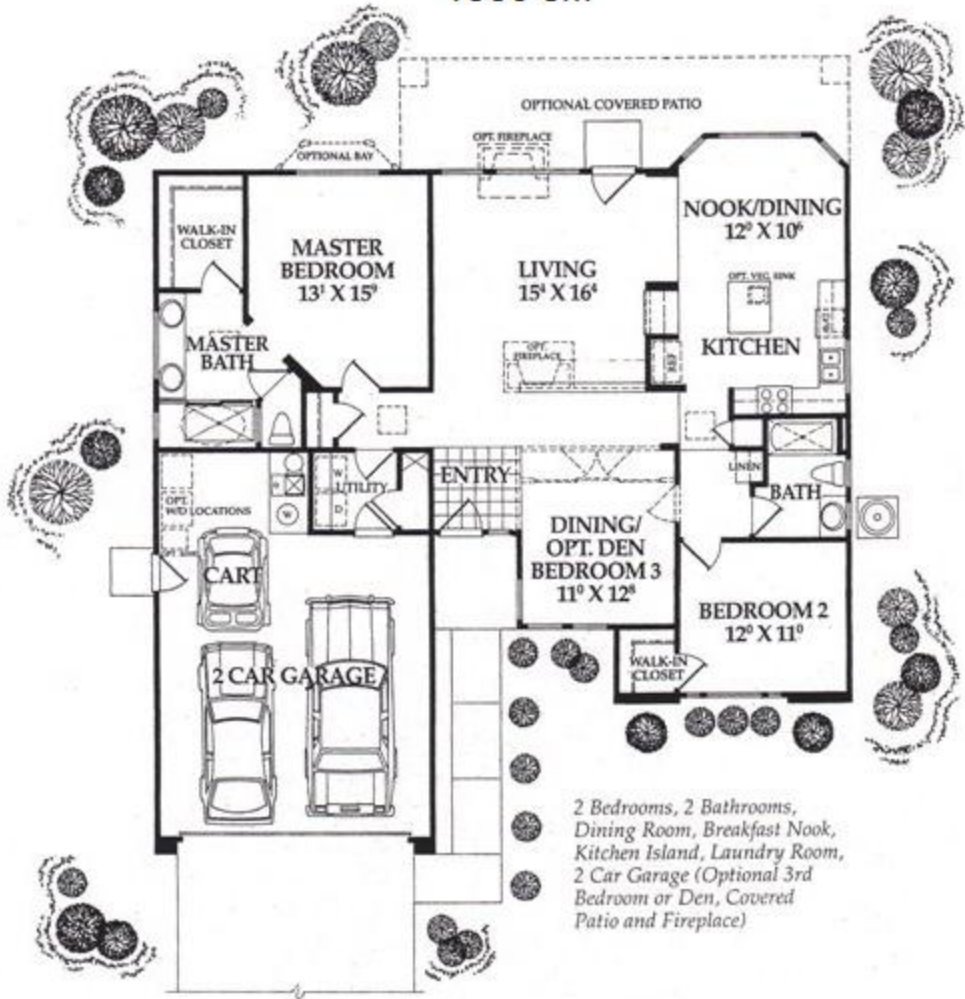 OPTIONAL COVERED PATIO
OPT. FIREPLACE
OPTIONAL BAY
WALK-IN
CLOSET
MASTER
BEDROOM
13¹ X 15⁹
LIVING
15⁴ X 16⁴
NOOK/DINING
12⁰ X 10⁶
OPT. VEG. SINK
KITCHEN
REF
MASTER
BATH
OPT.
FIREPLACE
LINEN
BATH
W
UTILITY
D
ENTRY
OPT.
W/D LOCATIONS
W
DINING/
OPT. DEN
BEDROOM 3
11⁰ X 12⁸
CART
BEDROOM 2
12⁰ X 11⁰
WALK-IN
CLOSET
2 CAR GARAGE
2 Bedrooms, 2 Bathrooms,
Dining Room, Breakfast Nook,
Kitchen Island, Laundry Room,
2 Car Garage (Optional 3rd
Bedroom or Den, Covered
Patio and Fireplace)